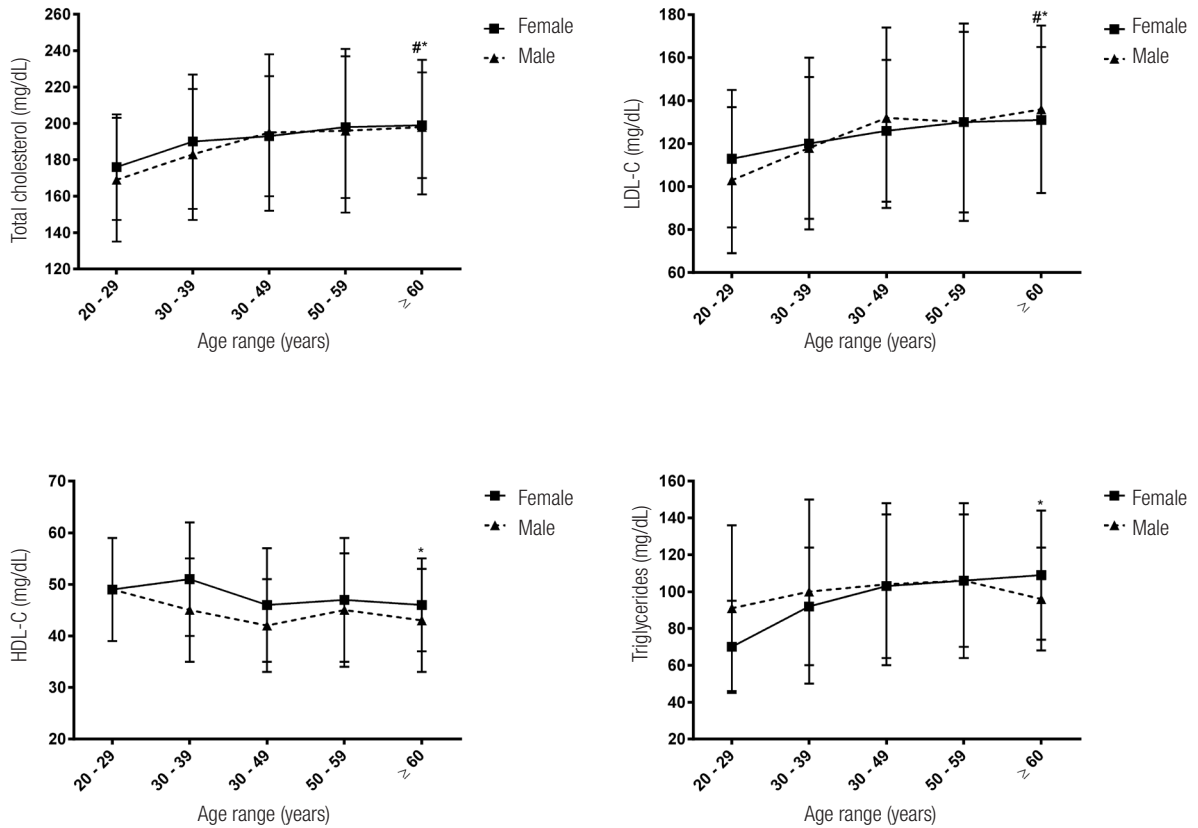 Total cholesterol (mg/dL)
260
240
220
200
180
160
140
120
#*
Female
Male
20 - 29
30 - 39
30 - 49
50 - 59
≥ 60
Age range (years)
LDL-C (mg/dL)
180
160
140
120
100
80
60
#*
Female
Male
20 - 29
30 - 39
30 - 49
50 - 59
≥ 60
Age range (years)
HDL-C (mg/dL)
70
60
50
40
30
20
*
Female
Male
20 - 29
30 - 39
30 - 49
50 - 59
≥ 60
Age range (years)
Triglycerides (mg/dL)
160
140
120
100
80
60
40
20
*
Female
Male
20 - 29
30 - 39
30 - 49
50 - 59
≥ 60
Age range (years)